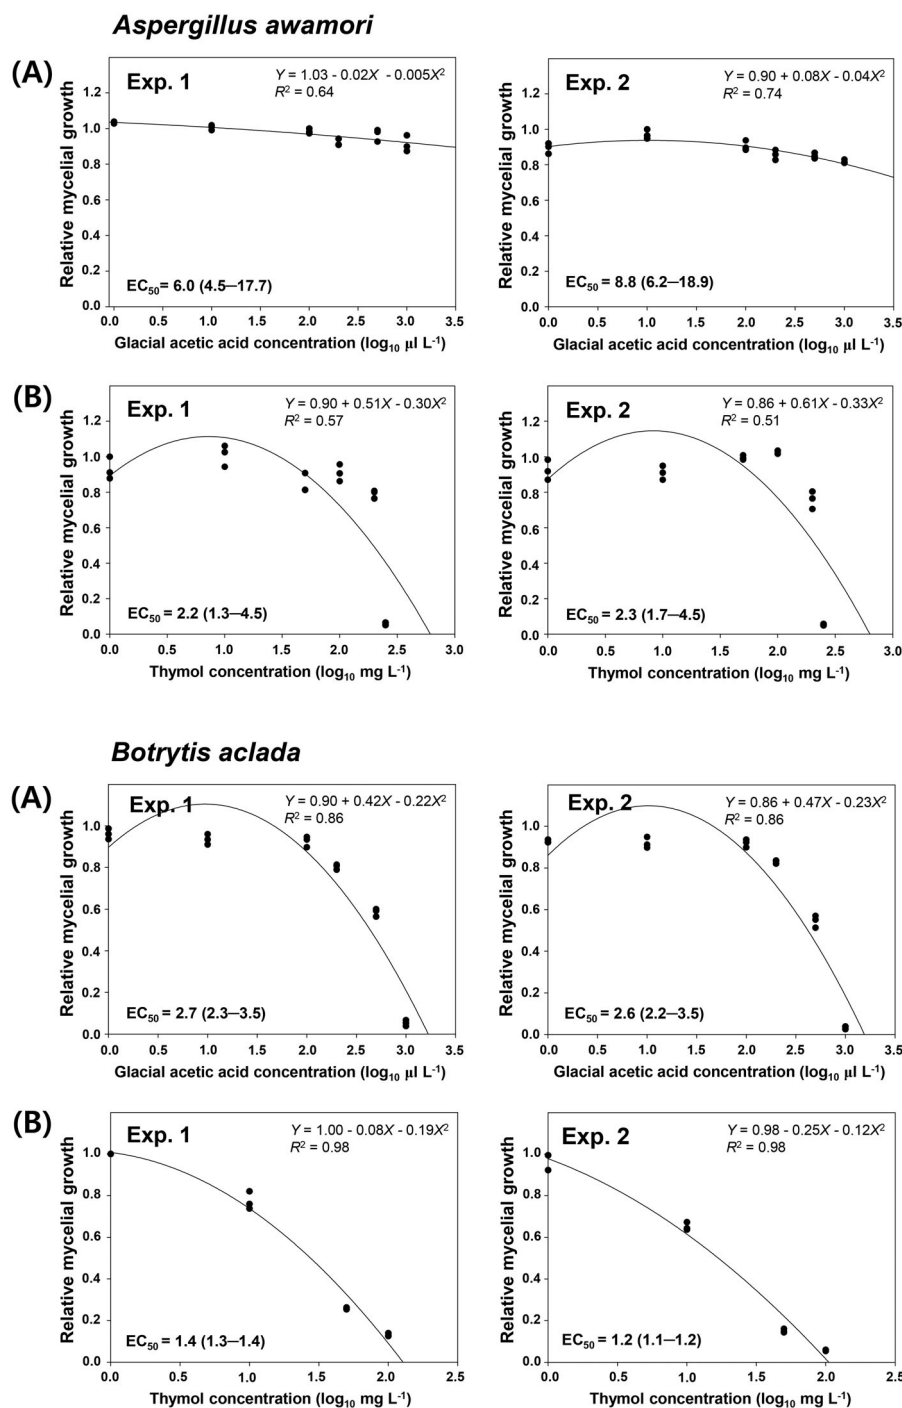 Aspergillus awamori
(A)
Exp. 1
Y = 1.03 - 0.02X - 0.005X²
R² = 0.64
Relative mycelial growth
1.2
1.0
0.8
0.6
0.4
0.2
0.0
EC₅₀= 6.0 (4.5–17.7)
0.0 0.5 1.0 1.5 2.0 2.5 3.0 3.5
Glacial acetic acid concentration (log₁₀ µl L⁻¹)
Exp. 2
Y = 0.90 + 0.08X - 0.04X²
R² = 0.74
Relative mycelial growth
1.2
1.0
0.8
0.6
0.4
0.2
0.0
EC₅₀ = 8.8 (6.2–18.9)
0.0 0.5 1.0 1.5 2.0 2.5 3.0 3.5
Glacial acetic acid concentration (log₁₀ µl L⁻¹)
(B)
Exp. 1
Y = 0.90 + 0.51X - 0.30X²
R² = 0.57
Relative mycelial growth
1.2
1.0
0.8
0.6
0.4
0.2
0.0
EC₅₀ = 2.2 (1.3–4.5)
0.0 0.5 1.0 1.5 2.0 2.5 3.0
Thymol concentration (log₁₀ mg L⁻¹)
Exp. 2
Y = 0.86 + 0.61X - 0.33X²
R² = 0.51
Relative mycelial growth
1.2
1.0
0.8
0.6
0.4
0.2
0.0
EC₅₀ = 2.3 (1.7–4.5)
0.0 0.5 1.0 1.5 2.0 2.5 3.0
Thymol concentration (log₁₀ mg L⁻¹)
Botrytis aclada
(A)
Exp. 1
Y = 0.90 + 0.42X - 0.22X²
R² = 0.86
Relative mycelial growth
1.0
0.8
0.6
0.4
0.2
0.0
EC₅₀ = 2.7 (2.3–3.5)
0.0 0.5 1.0 1.5 2.0 2.5 3.0 3.5
Glacial acetic acid concentration (log₁₀ µl L⁻¹)
Exp. 2
Y = 0.86 + 0.47X - 0.23X²
R² = 0.86
Relative mycelial growth
1.0
0.8
0.6
0.4
0.2
0.0
EC₅₀ = 2.6 (2.2–3.5)
0.0 0.5 1.0 1.5 2.0 2.5 3.0 3.5
Glacial acetic acid concentration (log₁₀ µl L⁻¹)
(B)
Exp. 1
Y = 1.00 - 0.08X - 0.19X²
R² = 0.98
Relative mycelial growth
1.0
0.8
0.6
0.4
0.2
0.0
EC₅₀ = 1.4 (1.3–1.4)
0.0 0.5 1.0 1.5 2.0 2.5
Thymol concentration (log₁₀ mg L⁻¹)
Exp. 2
Y = 0.98 - 0.25X - 0.12X²
R² = 0.98
Relative mycelial growth
1.0
0.8
0.6
0.4
0.2
0.0
EC₅₀ = 1.2 (1.1–1.2)
0.0 0.5 1.0 1.5 2.0 2.5
Thymol concentration (log₁₀ mg L⁻¹)